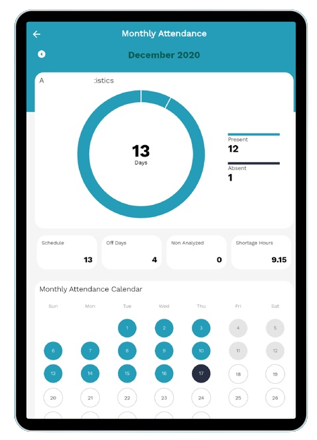 Monthly Attendance
December 2020
A :istics
13
Days
Present
12
Absent
1
Schedule Off Days Non Analyzed Shortage Hours
13 4 0 9.15
Monthly Attendance Calendar
Sun Mon Tue Wed Thu Fri Sat
1 2 3 4 5
6 7 8 9 10 11 12
13 14 15 16 17 18 19
20 21 22 23 24 25 26